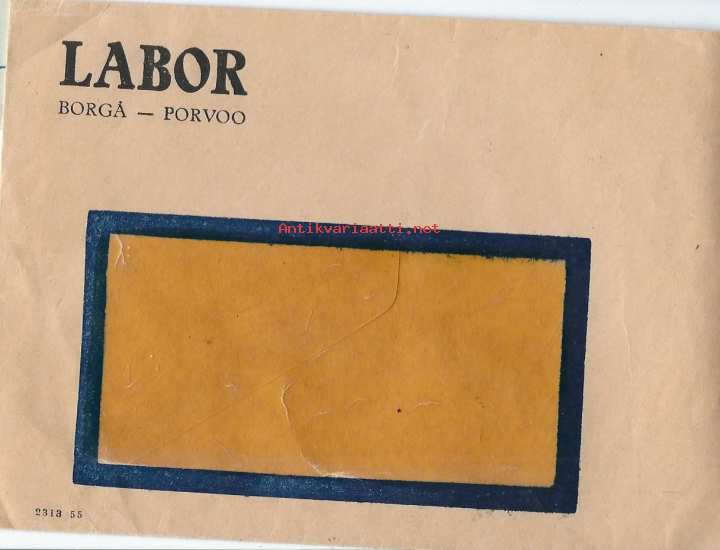 LABOR
BORGÅ — PORVOO
Antikvariaatti.net
2313 55